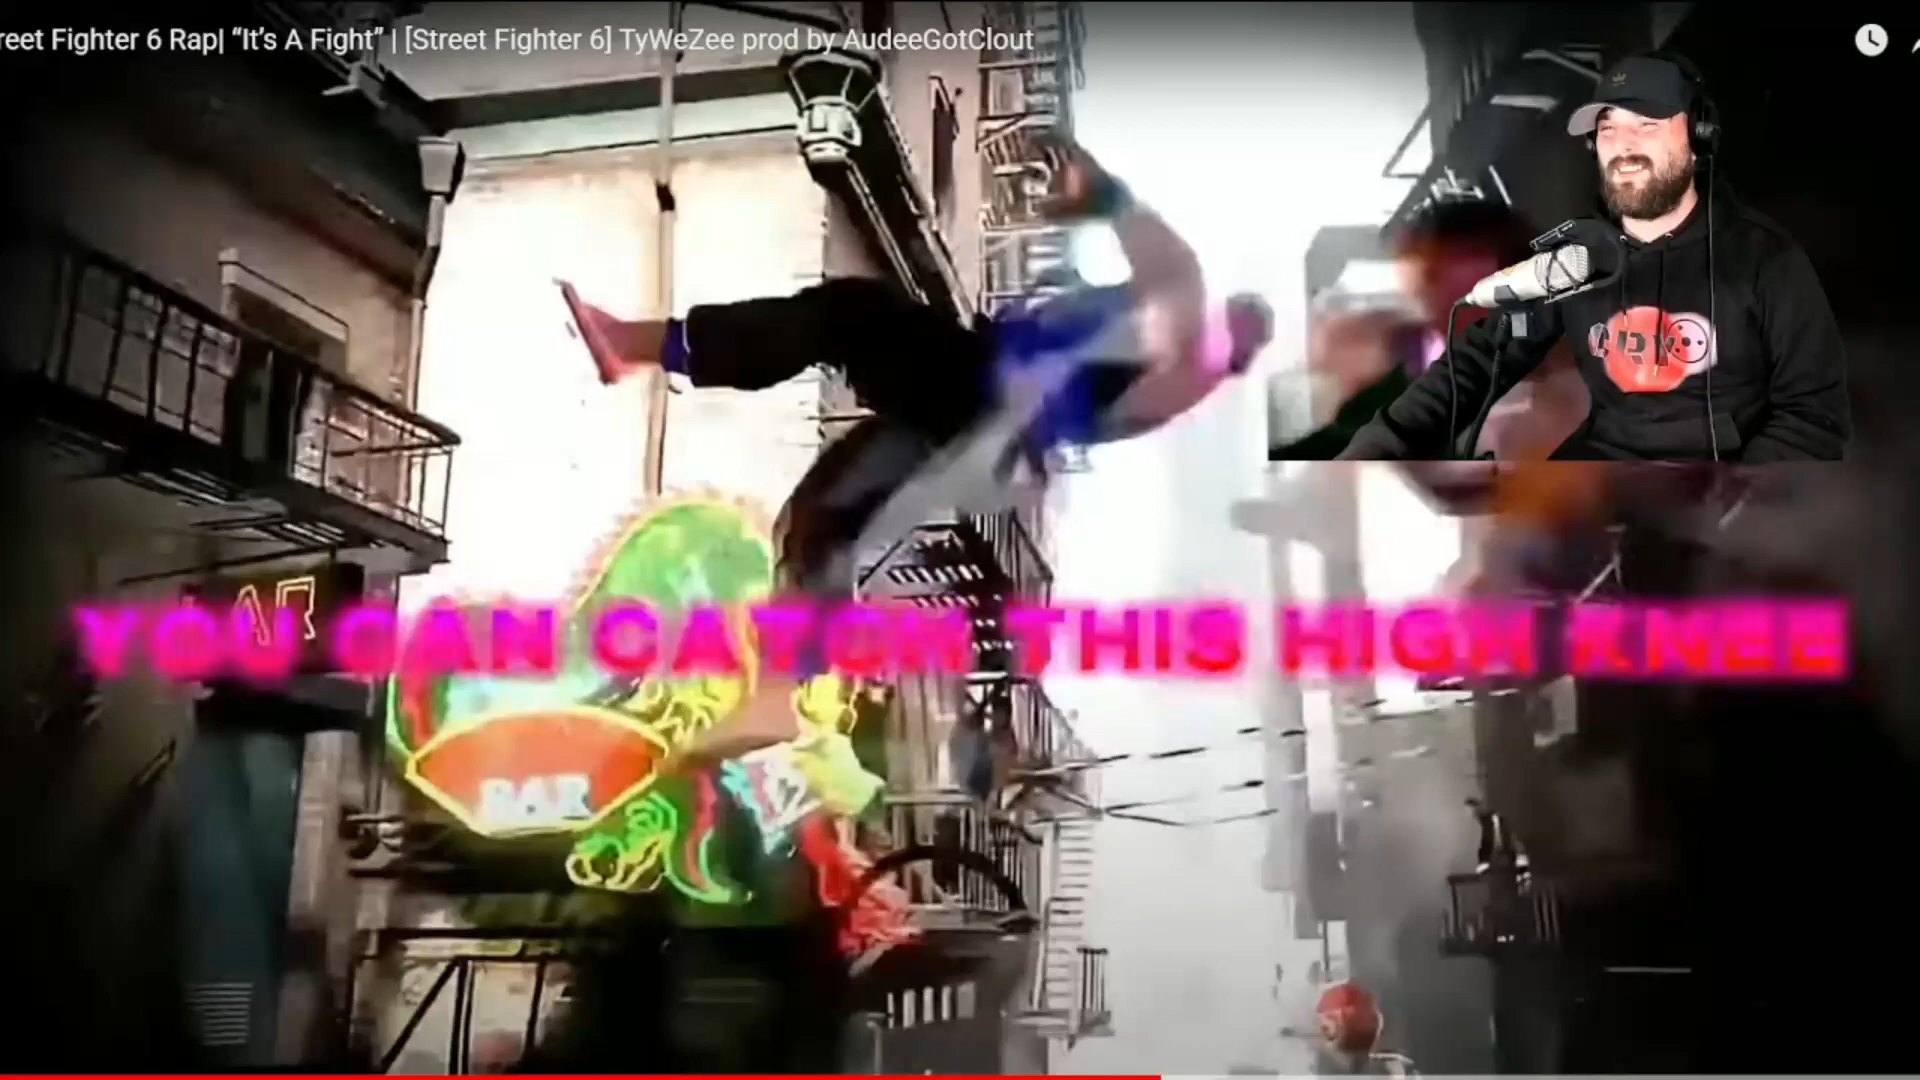 reet Fighter 6 Rap| “It’s A Fight” | [Street Fighter 6] TyWeZee prod by AudeeGotClout
YOU CAN CATCH THIS HIGH KNEE
BAR